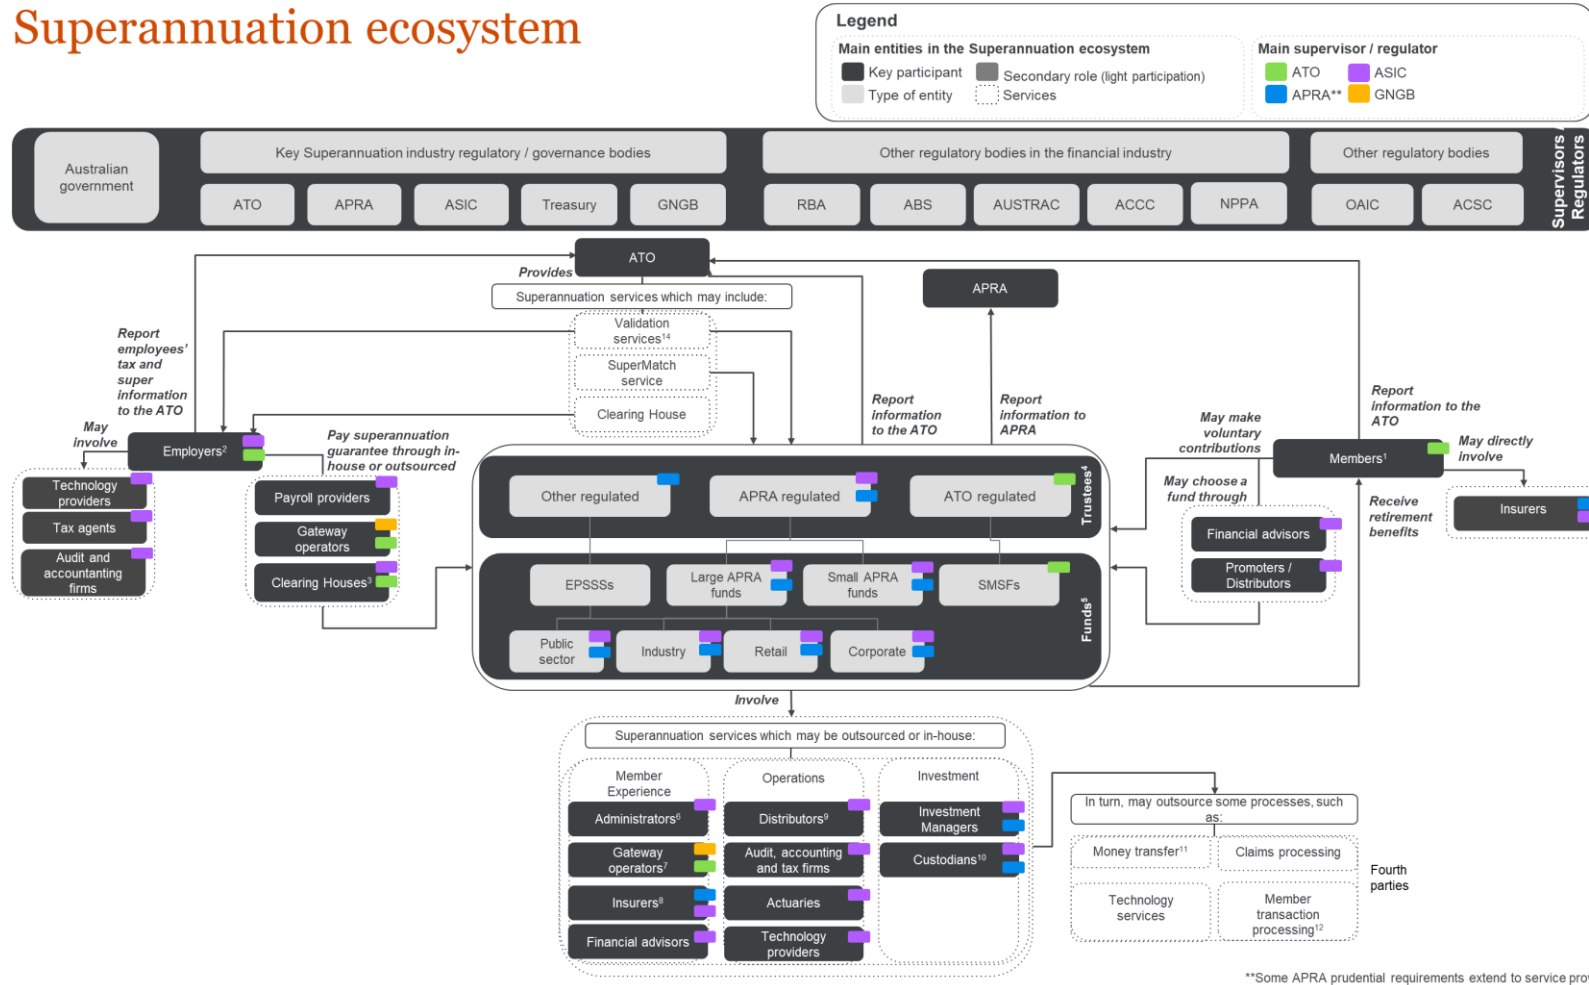 Superannuation ecosystem
Legend
Main entities in the Superannuation ecosystem
Key participant
Secondary role (light participation)
Type of entity
Services
Main supervisor / regulator
ATO
ASIC
APRA**
GNGB
Australian
government
Key Superannuation industry regulatory / governance bodies
ATO
APRA
ASIC
Treasury
GNGB
Other regulatory bodies in the financial industry
RBA
ABS
AUSTRAC
ACCC
NPPA
Other regulatory bodies
OAIC
ACSC
Supervisors /
Regulators
ATO
Provides
Superannuation services which may include:
Validation
services14
SuperMatch
service
Clearing House
APRA
Report
employees'
tax and
super
information
to the ATO
May
involve
Employers2
Pay superannuation
guarantee through in-
house or outsourced
Technology
providers
Tax agents
Audit and
accountanting
firms
Payroll providers
Gateway
operators
Clearing Houses3
Report
information
to the ATO
Report
information to
APRA
May make
voluntary
contributions
Report
information to the
ATO
Members1
May directly
involve
May choose a
fund through
Receive
retirement
benefits
Insurers
Financial advisors
Promoters /
Distributors
Other regulated
APRA regulated
ATO regulated
Trustees4
EPSSSs
Large APRA
funds
Small APRA
funds
SMSFs
Public
sector
Industry
Retail
Corporate
Funds5
Involve
Superannuation services which may be outsourced or in-house:
Member
Experience
Administrators6
Gateway
operators7
Insurers8
Financial advisors
Operations
Distributors9
Audit, accounting
and tax firms
Actuaries
Technology
providers
Investment
Investment
Managers
Custodians10
In turn, may outsource some processes, such
as:
Money transfer11
Claims processing
Technology
services
Member
transaction
processing12
Fourth
parties
**Some APRA prudential requirements extend to service prov